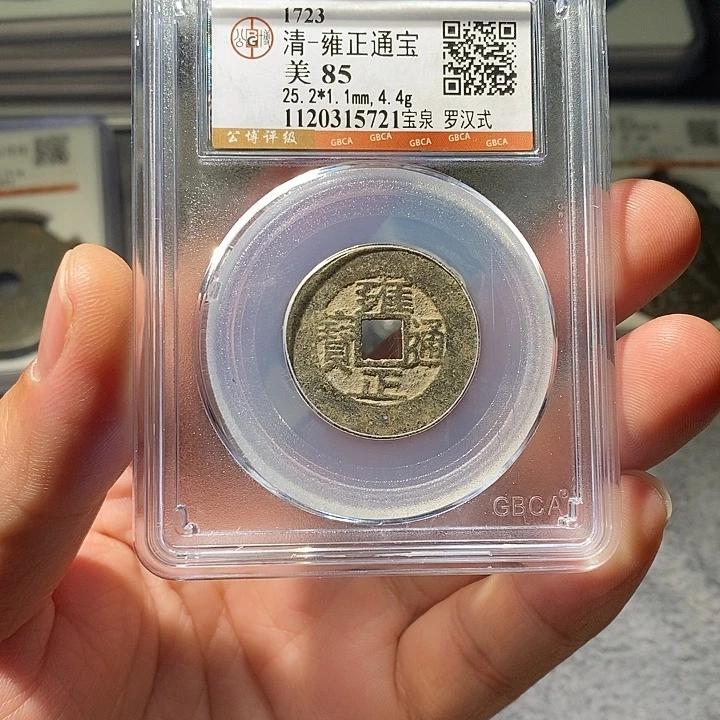 1723
公 博
清-雍正通宝
美 85
25.2*1.1mm,4.4g
1120315721宝泉 罗汉式
公博评级 GBCA GBCA GBCA GBCA GBCA
雍
寶 通
正
GBCA